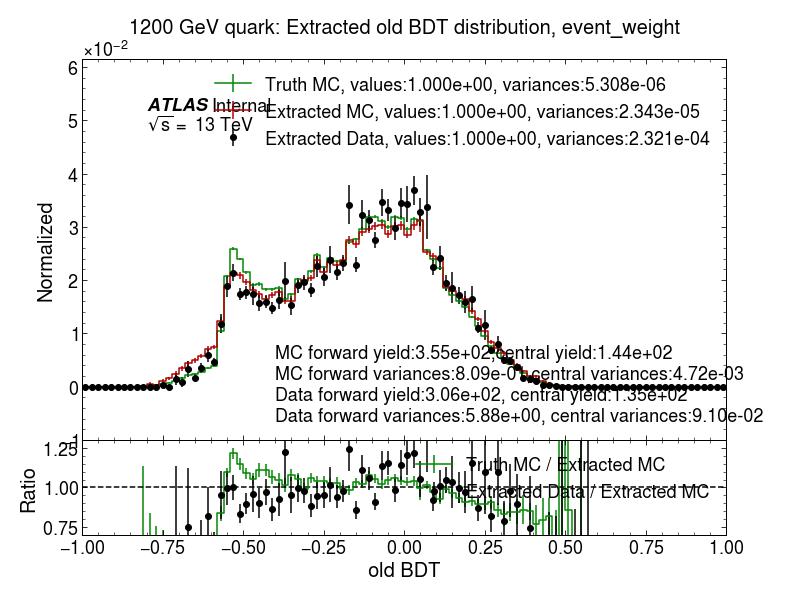 1200 GeV quark: Extracted old BDT distribution, event_weight
×10⁻²
6
5
4
3
2
1
0
−1
Normalized
ATLAS Internal
√s = 13 TeV
Truth MC, values:1.000e+00, variances:5.308e-06
Extracted MC, values:1.000e+00, variances:2.343e-05
Extracted Data, values:1.000e+00, variances:2.321e-04
MC forward yield:3.55e+02, central yield:1.44e+02
MC forward variances:8.09e-01, central variances:4.72e-03
Data forward yield:3.06e+02, central yield:1.35e+02
Data forward variances:5.88e+00, central variances:9.10e-02
1.25
1.00
0.75
Ratio
Truth MC / Extracted MC
Extracted Data / Extracted MC
−1.00 −0.75 −0.50 −0.25 0.00 0.25 0.50 0.75 1.00
old BDT